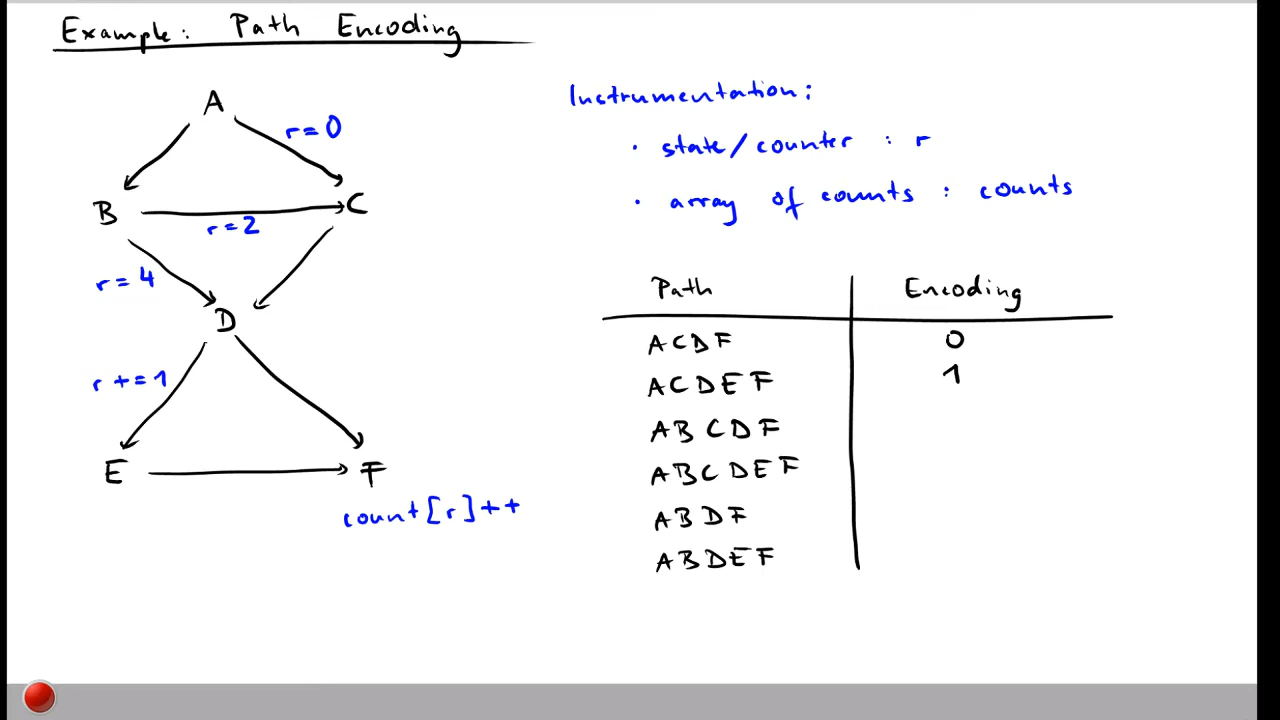 Example: Path Encoding
A
r=0
B
C
r=2
r=4
D
r+=1
E
F
count[r]++
Instrumentation:
· state/counter : r
· array of counts : counts
Path Encoding
ACDF 0
ACDEF 1
ABCDF
ABCDEF
ABDF
ABDEF